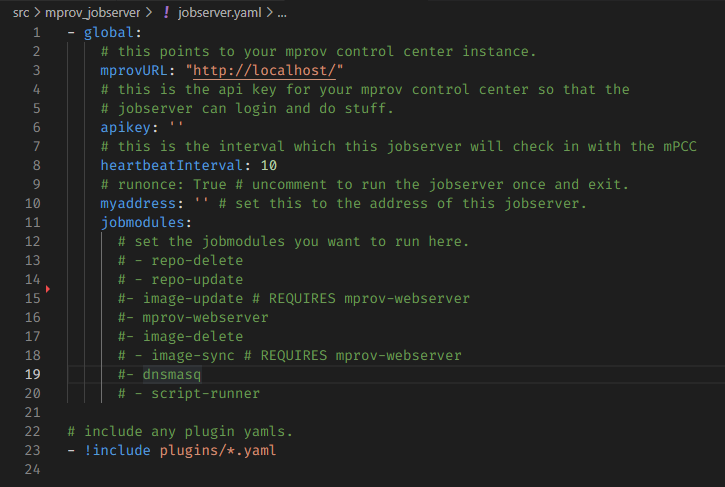 src > mprov_jobserver > ! jobserver.yaml > ...
1 - global:
2 # this points to your mprov control center instance.
3 mprovURL: "http://localhost/"
4 # this is the api key for your mprov control center so that the
5 # jobserver can login and do stuff.
6 apikey: ''
7 # this is the interval which this jobserver will check in with the mPCC
8 heartbeatInterval: 10
9 # runonce: True # uncomment to run the jobserver once and exit.
10 myaddress: '' # set this to the address of this jobserver.
11 jobmodules:
12 # set the jobmodules you want to run here.
13 # - repo-delete
14 # - repo-update
15 #- image-update # REQUIRES mprov-webserver
16 #- mprov-webserver
17 #- image-delete
18 # - image-sync # REQUIRES mprov-webserver
19 #- dnsmasq
20 # - script-runner
21
22 # include any plugin yamls.
23 - !include plugins/*.yaml
24